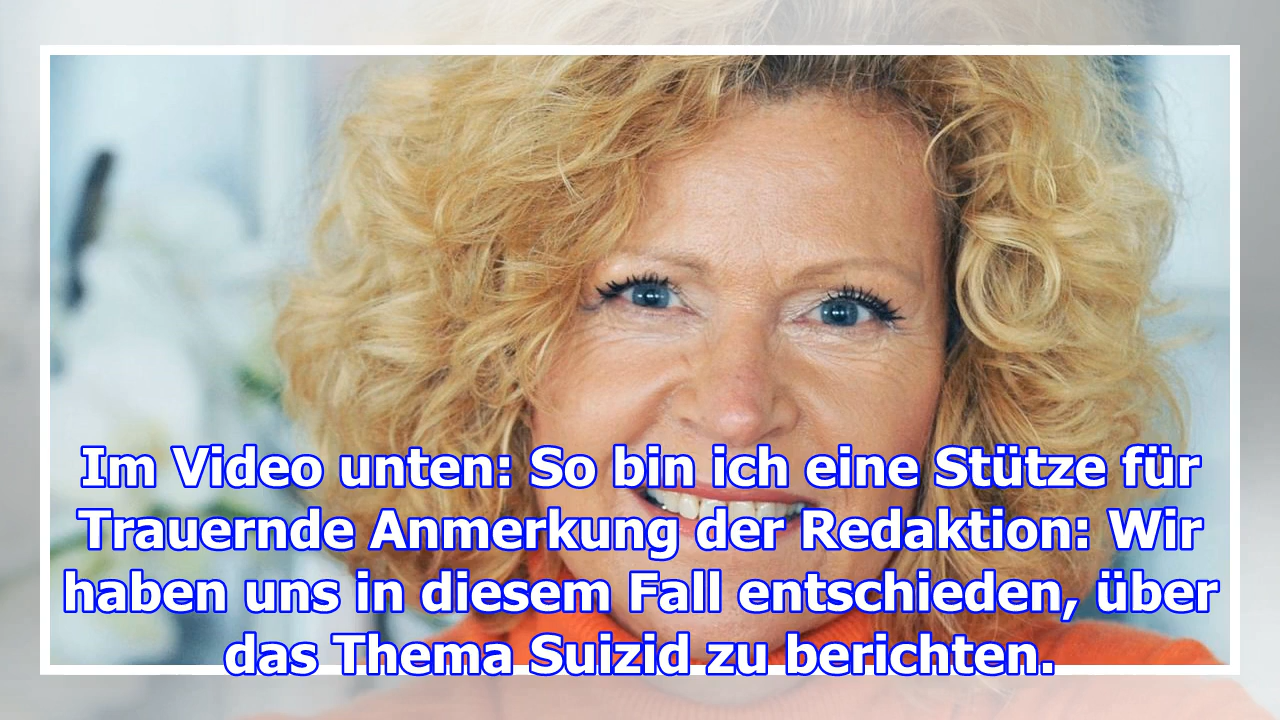 Im Video unten: So bin ich eine Stütze für
Trauernde Anmerkung der Redaktion: Wir
haben uns in diesem Fall entschieden, über
das Thema Suizid zu berichten.